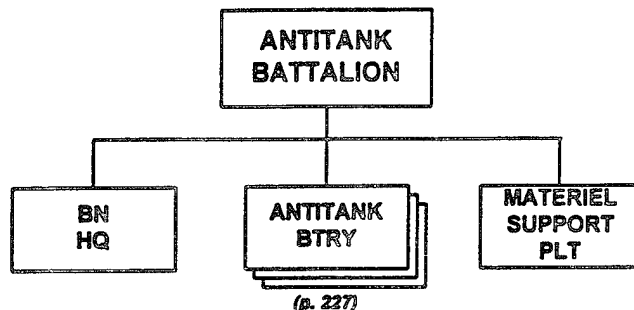 ANTITANK
BATTALION
BN
HQ
ANTITANK
BTRY
MATERIEL
SUPPORT
PLT
(p. 227)